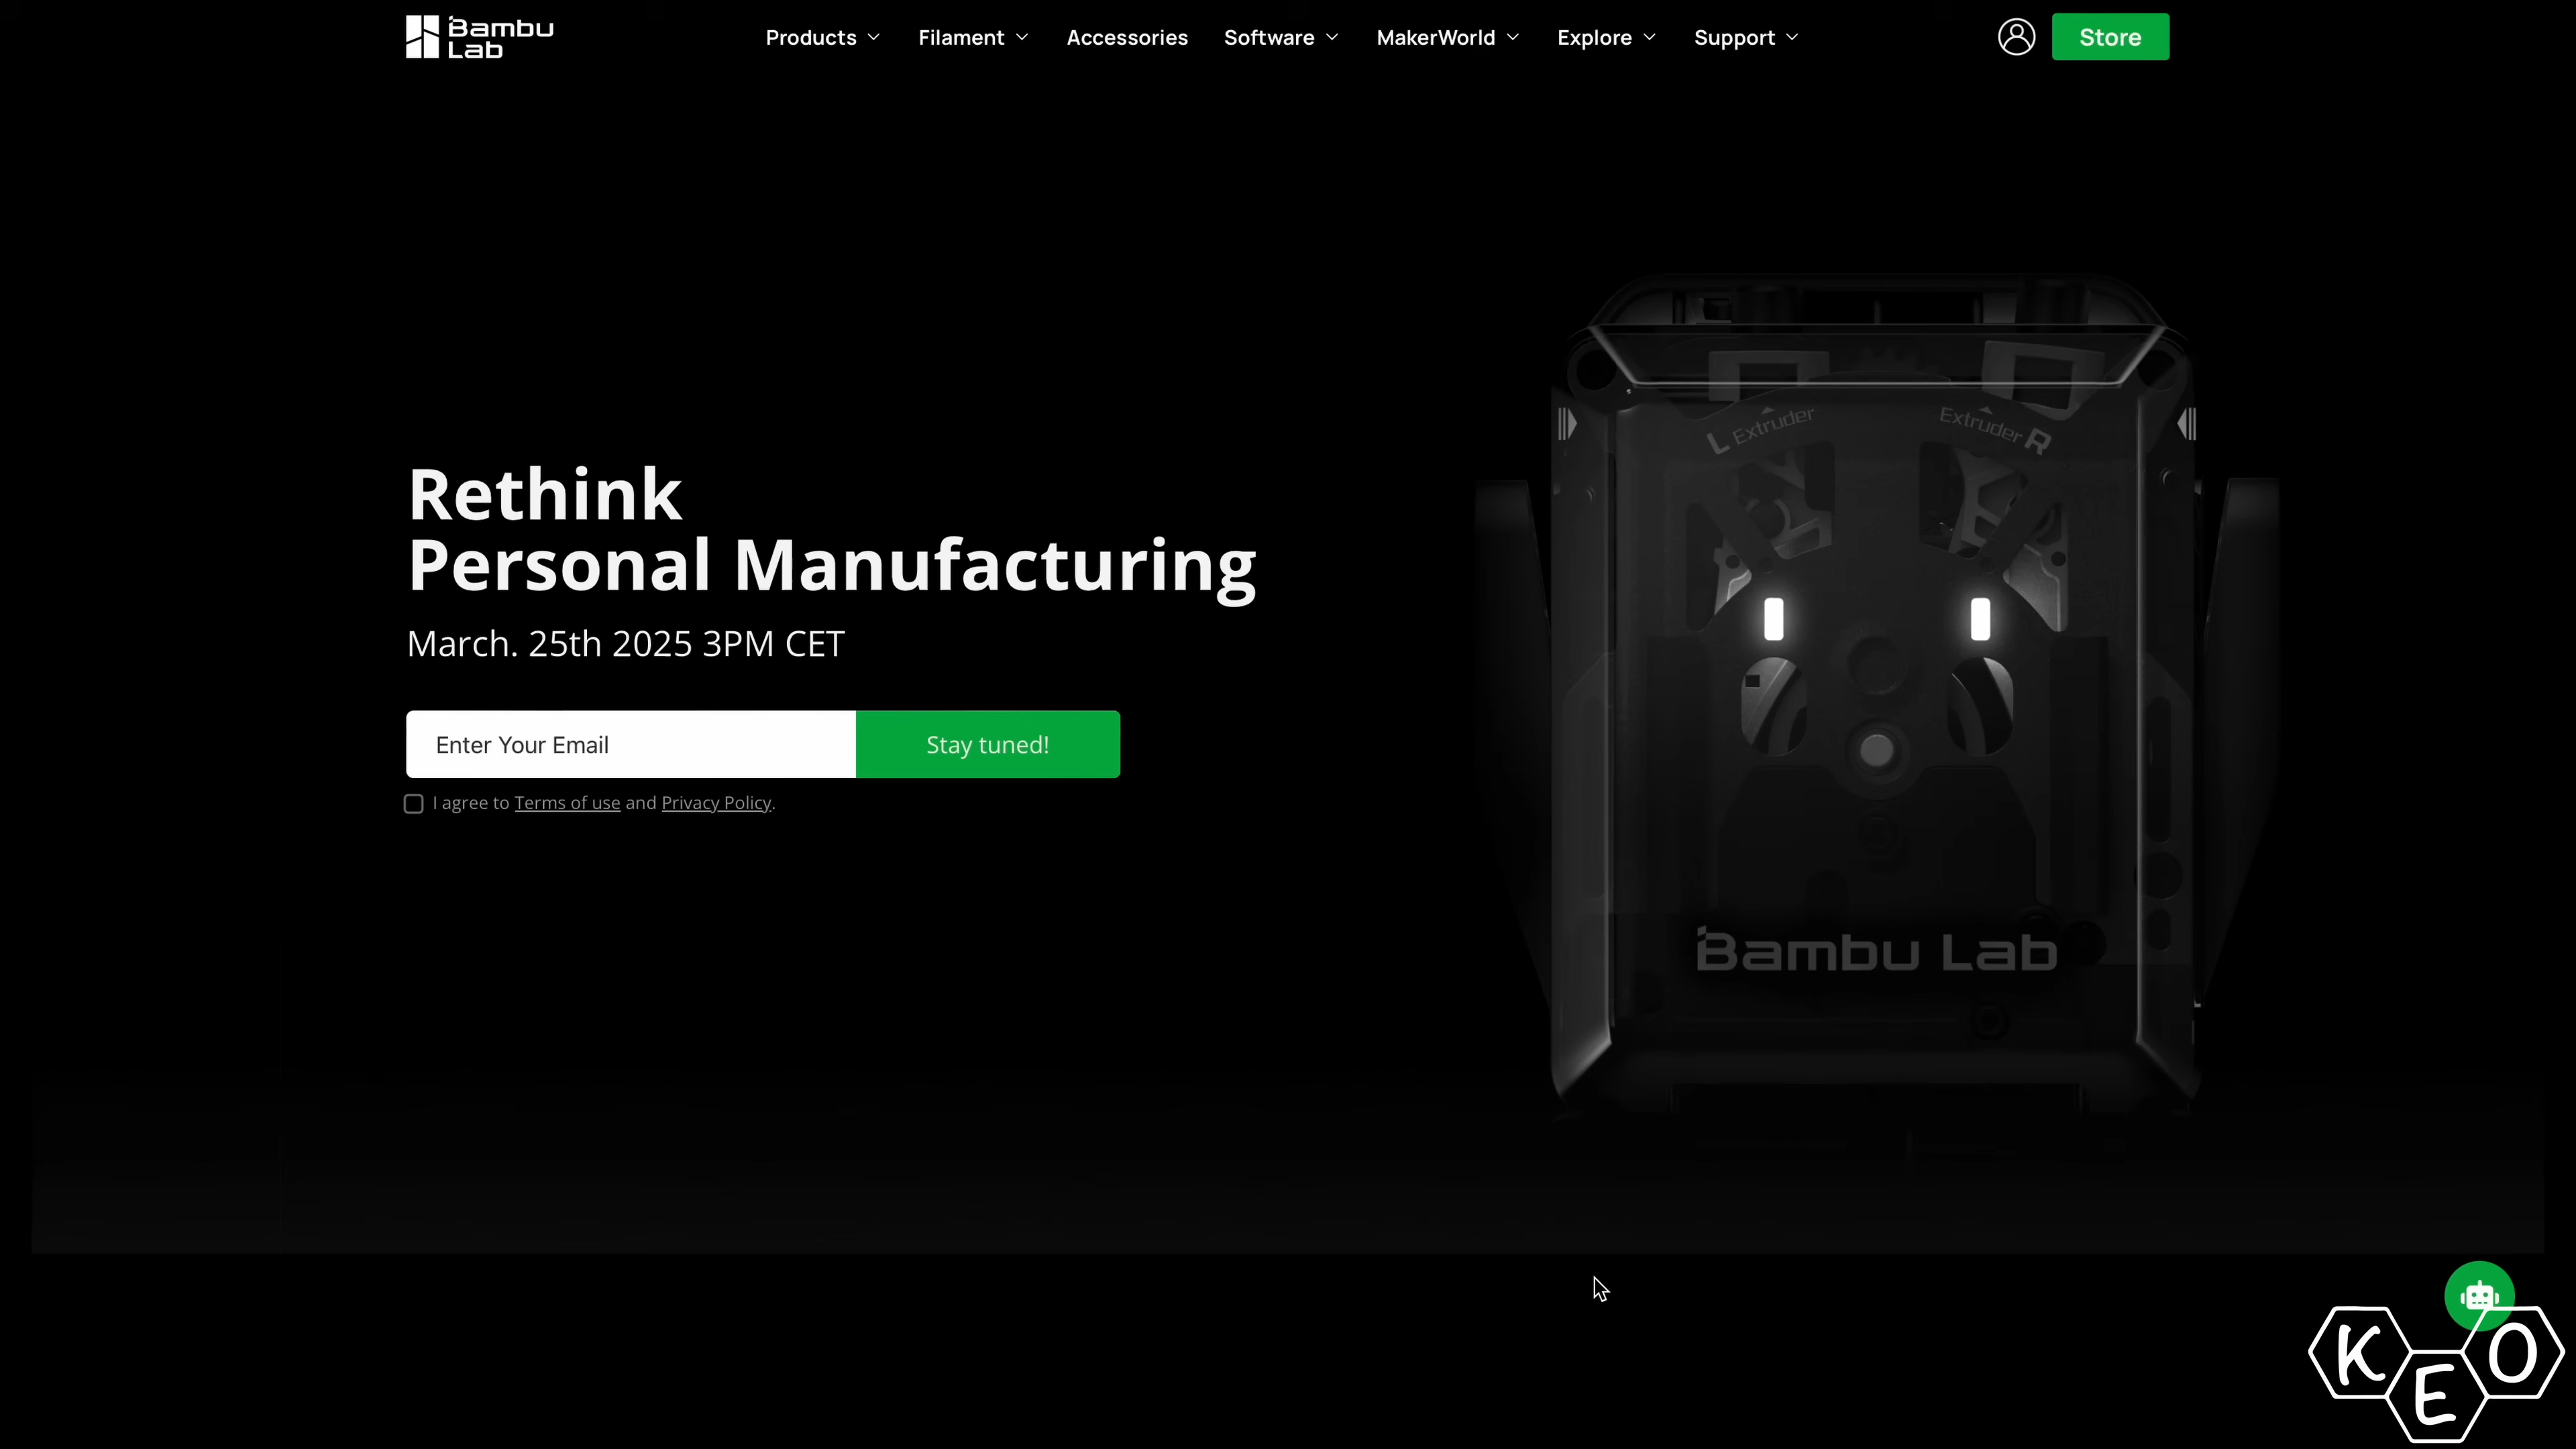 Bambu Lab
Products
Filament
Accessories
Software
MakerWorld
Explore
Support
Store
Rethink
Personal Manufacturing
March. 25th 2025 3PM CET
Enter Your Email
Stay tuned!
I agree to Terms of use and Privacy Policy.
L Extruder
Extruder R
Bambu Lab
KEO